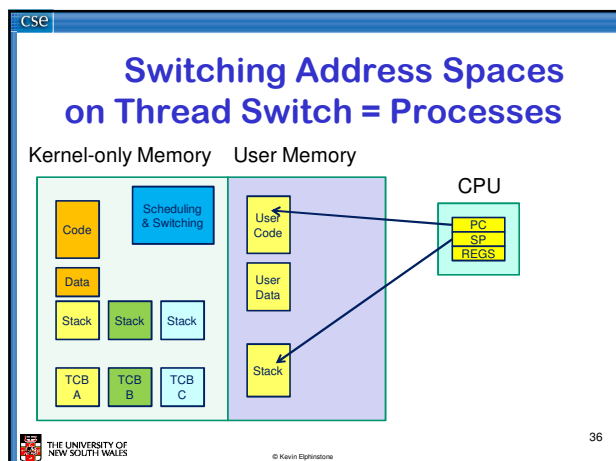 cse
Switching Address Spaces
on Thread Switch = Processes
Kernel-only Memory
User Memory
CPU
Code
Scheduling
& Switching
Data
Stack
Stack
Stack
TCB
A
TCB
B
TCB
C
User
Code
User
Data
Stack
PC
SP
REGS
THE UNIVERSITY OF
NEW SOUTH WALES
© Kevin Elphinstone
36